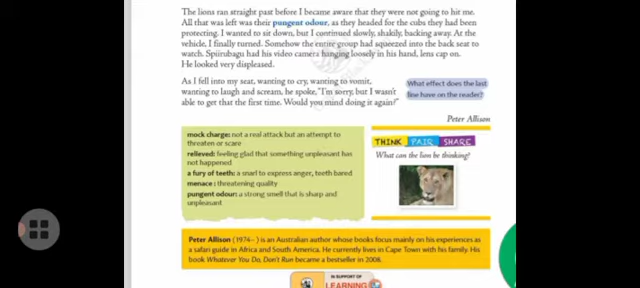 The lions ran straight past before I became aware that they were not going to hit me.
All that was left was their pungent odour, as they headed for the cubs they had been
protecting. I wanted to sit down, but I continued slowly, shakily, backing away. At
the vehicle, I finally turned. Somehow the entire group had squeezed into the back seat to
watch. Spiirubagu had his video camera hanging loosely in his hand, lens cap on.
He looked very displeased.
As I fell into my seat, wanting to cry, wanting to vomit,
wanting to laugh and scream, he spoke, "I'm sorry, but I wasn't
able to get that the first time. Would you mind doing it again?"
What effect does the last
line have on the reader?
Peter Allison
mock charge: not a real attack but an attempt to
threaten or scare
relieved: feeling glad that something unpleasant has
not happened
a fury of teeth: a snarl to express anger, teeth bared
menace: threatening quality
pungent odour: a strong smell that is sharp and
unpleasant
THINK PAIR SHARE
What can the lion be thinking?
Peter Allison (1974– ) is an Australian author whose books focus mainly on his experiences as
a safari guide in Africa and South America. He currently lives in Cape Town with his family. His
book Whatever You Do, Don't Run became a bestseller in 2008.
IN SUPPORT OF
LEARNING